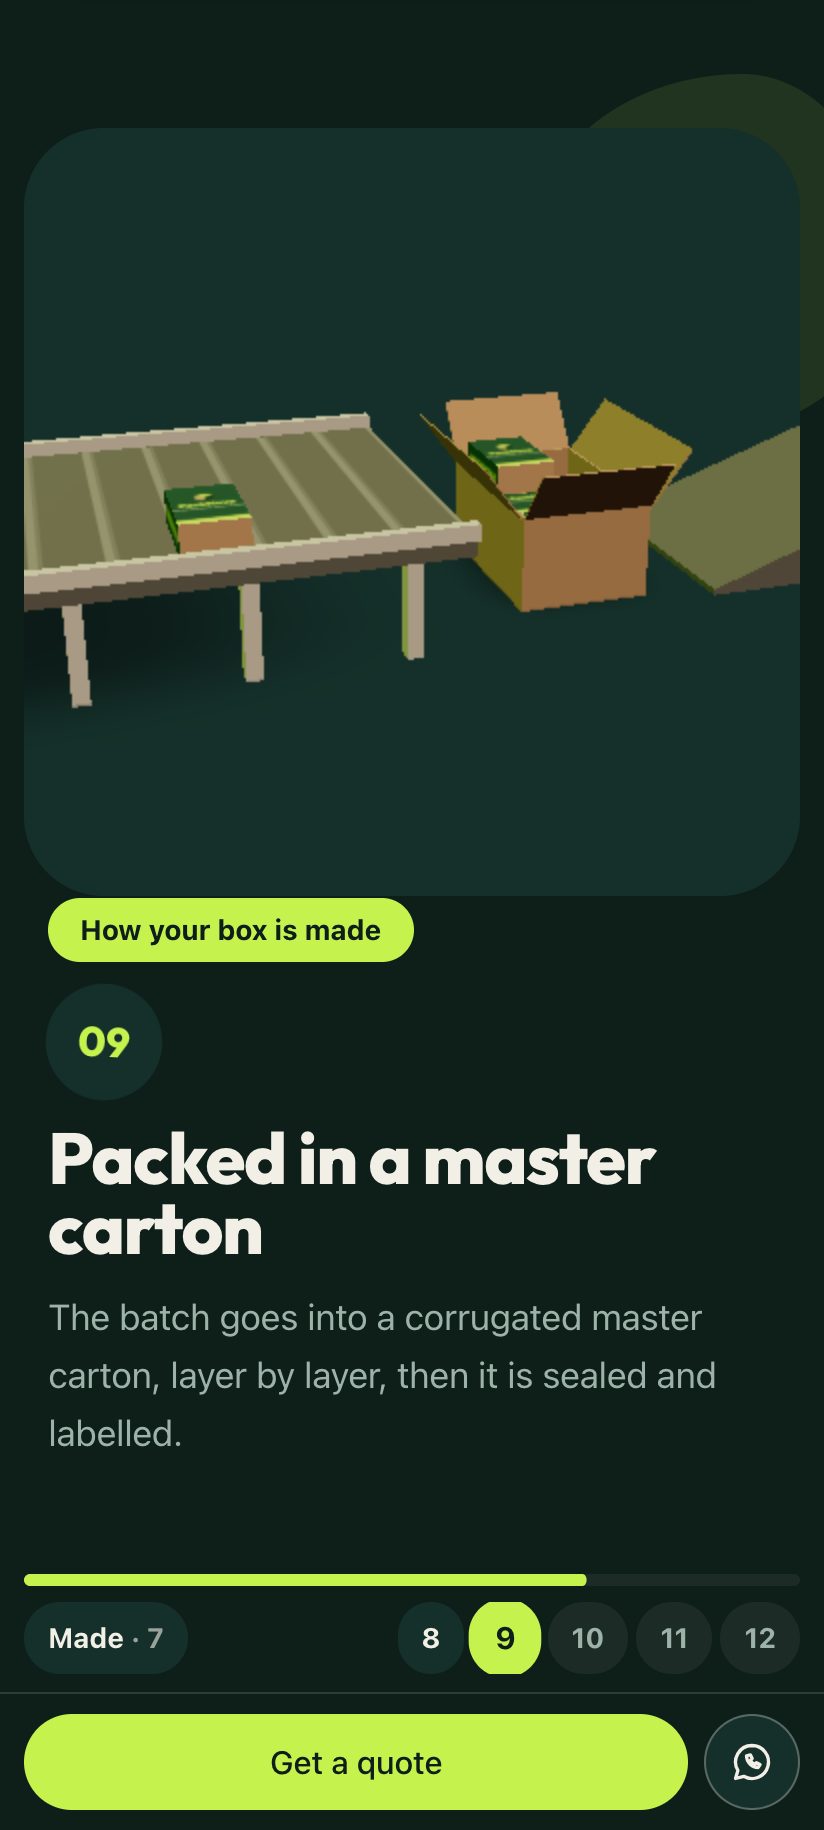 How your box is made
09
Packed in a master
carton
The batch goes into a corrugated master
carton, layer by layer, then it is sealed and
labelled.
Made · 7
8
9
10
11
12
Get a quote